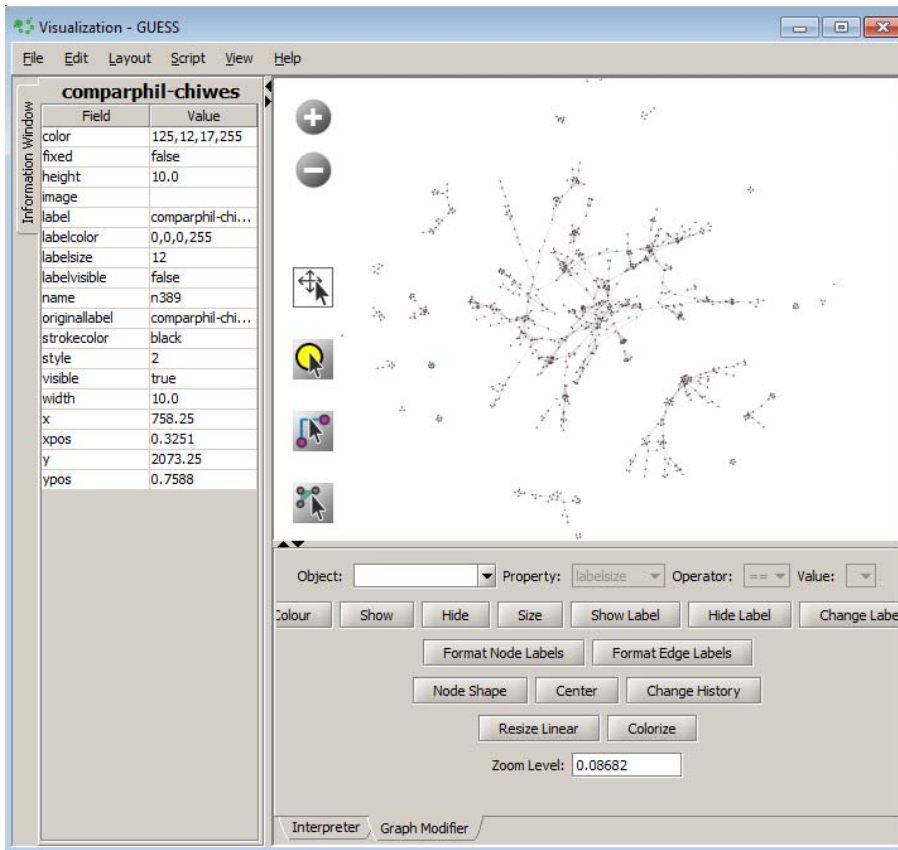 Visualization - GUESS
File Edit Layout Script View Help
Information Window
comparphil-chiwes
Field Value
color 125,12,17,255
fixed false
height 10.0
image
label comparphil-chi...
labelcolor 0,0,0,255
labelsize 12
labelvisible false
name n389
originallabel comparphil-chi...
strokecolor black
style 2
visible true
width 10.0
x 758.25
xpos 0.3251
y 2073.25
ypos 0.7588
Object: Property: labelsize Operator: == Value:
Colour Show Hide Size Show Label Hide Label Change Labe
Format Node Labels Format Edge Labels
Node Shape Center Change History
Resize Linear Colorize
Zoom Level: 0.08682
Interpreter Graph Modifier